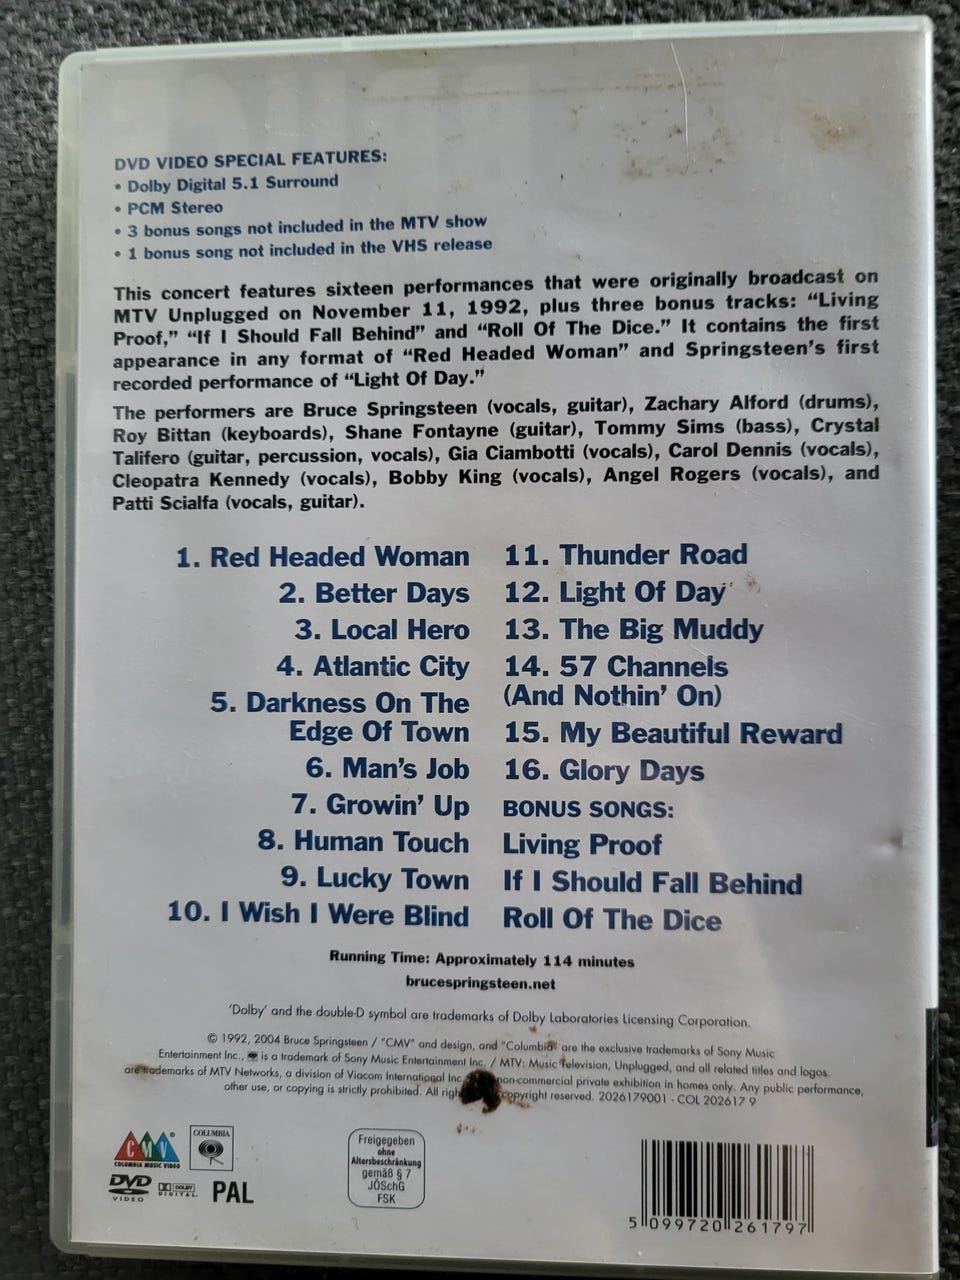 DVD VIDEO SPECIAL FEATURES:
• Dolby Digital 5.1 Surround
• PCM Stereo
• 3 bonus songs not included in the MTV show
• 1 bonus song not included in the VHS release
This concert features sixteen performances that were originally broadcast on
MTV Unplugged on November 11, 1992, plus three bonus tracks: "Living
Proof," "If I Should Fall Behind" and "Roll Of The Dice." It contains the first
appearance in any format of "Red Headed Woman" and Springsteen's first
recorded performance of "Light Of Day."
The performers are Bruce Springsteen (vocals, guitar), Zachary Alford (drums),
Roy Bittan (keyboards), Shane Fontayne (guitar), Tommy Sims (bass), Crystal
Talifero (guitar, percussion, vocals), Gia Ciambotti (vocals), Carol Dennis (vocals),
Cleopatra Kennedy (vocals), Bobby King (vocals), Angel Rogers (vocals), and
Patti Scialfa (vocals, guitar).
1. Red Headed Woman
2. Better Days
3. Local Hero
4. Atlantic City
5. Darkness On The
Edge Of Town
6. Man's Job
7. Growin' Up
8. Human Touch
9. Lucky Town
10. I Wish I Were Blind
11. Thunder Road
12. Light Of Day
13. The Big Muddy
14. 57 Channels
(And Nothin' On)
15. My Beautiful Reward
16. Glory Days
BONUS SONGS:
Living Proof
If I Should Fall Behind
Roll Of The Dice
Running Time: Approximately 114 minutes
brucespringsteen.net
'Dolby' and the double-D symbol are trademarks of Dolby Laboratories Licensing Corporation.
© 1992, 2004 Bruce Springsteen / "CMV" and design, and "Columbia" are the exclusive trademarks of Sony Music
Entertainment Inc., is a trademark of Sony Music Entertainment Inc. / MTV: Music Television, Unplugged, and all related titles and logos
are trademarks of MTV Networks, a division of Viacom International Inc non-commercial private exhibition in homes only. Any public performance,
other use, or copying is strictly prohibited. All copyright reserved. 2026179001 - COL 202617 9
CMV
COLUMBIA MUSIC VIDEO
COLUMBIA
DVD
VIDEO
DOLBY
DIGITAL
PAL
Freigegeben
ohne
Altersbeschränkung
gemäß § 7
JÖSchG
FSK
5 099720 261797